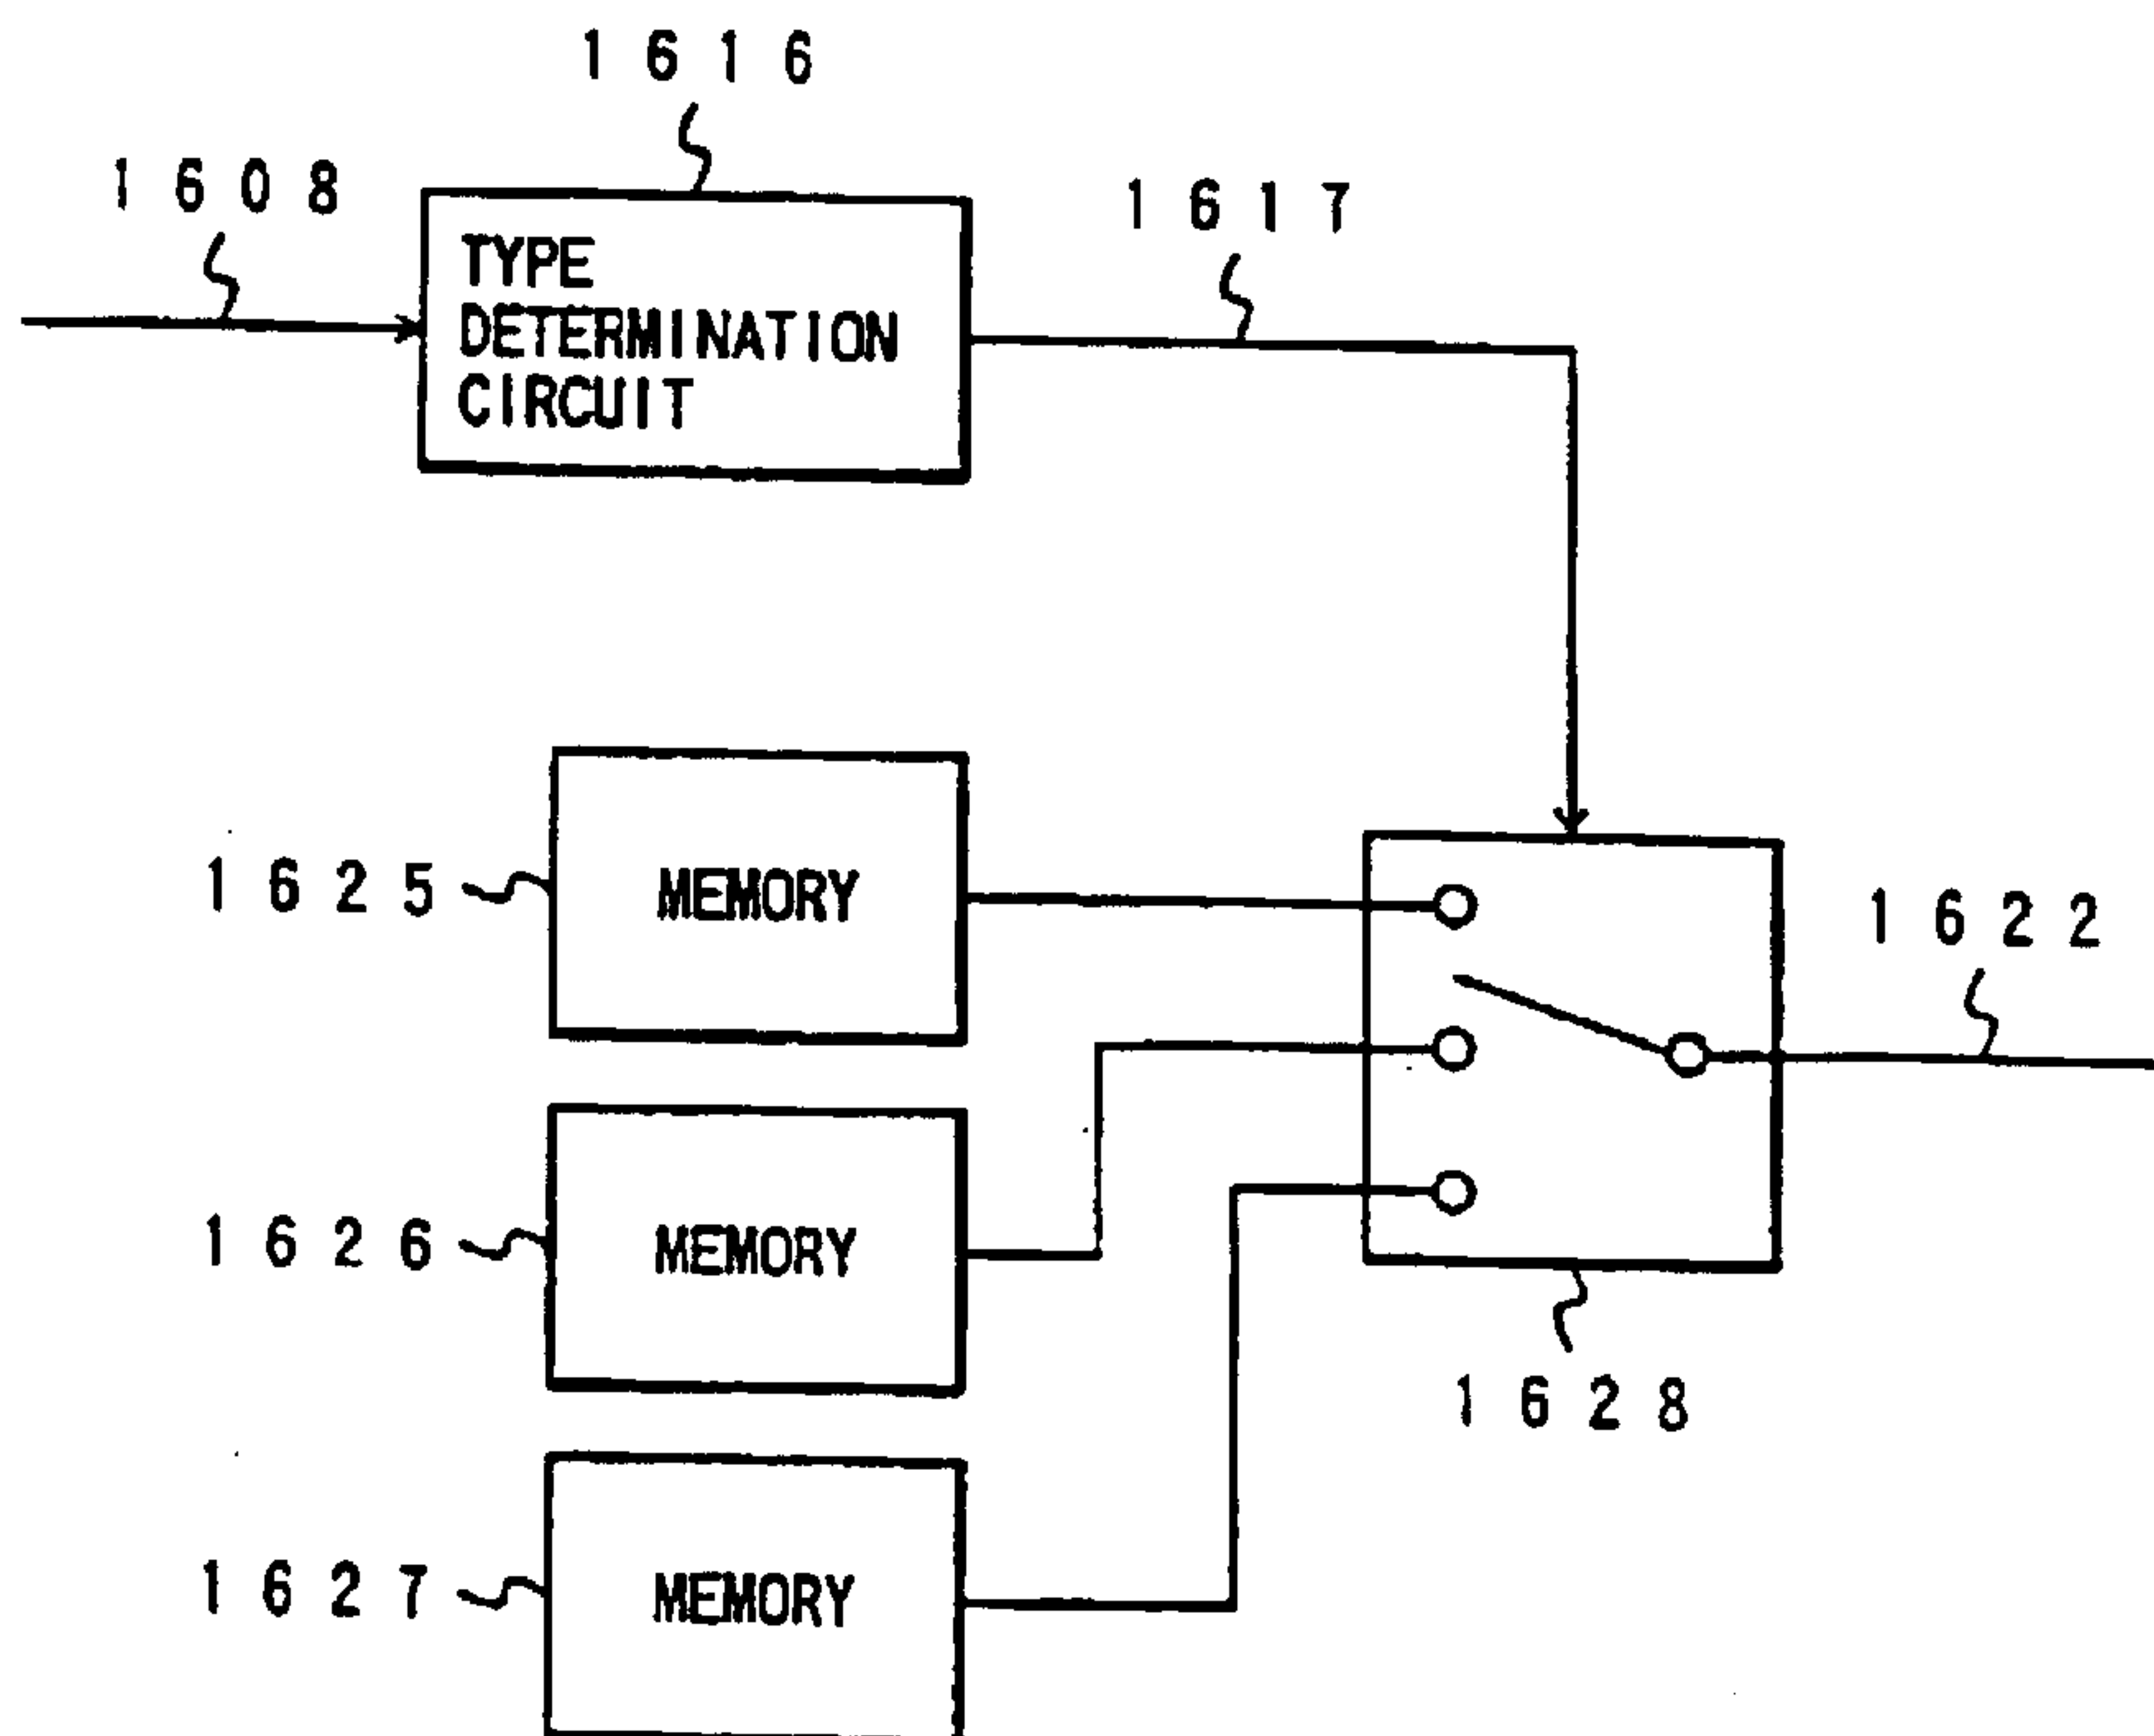 1616
1608
1617
TYPE
DETERMINATION
CIRCUIT
1625
MEMORY
1622
1626
MEMORY
1628
1627
MEMORY